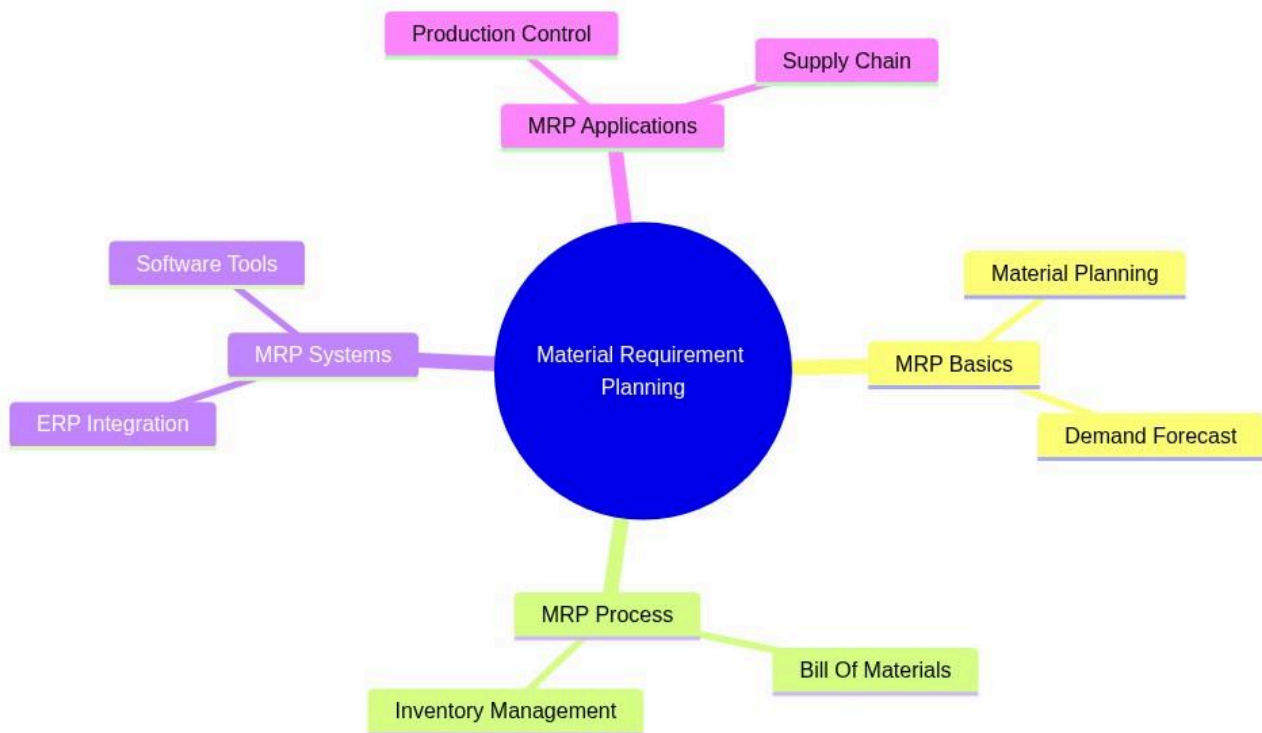 Production Control
Supply Chain
MRP Applications
Software Tools
Material Planning
MRP Systems
Material Requirement
Planning
MRP Basics
ERP Integration
Demand Forecast
MRP Process
Bill Of Materials
Inventory Management